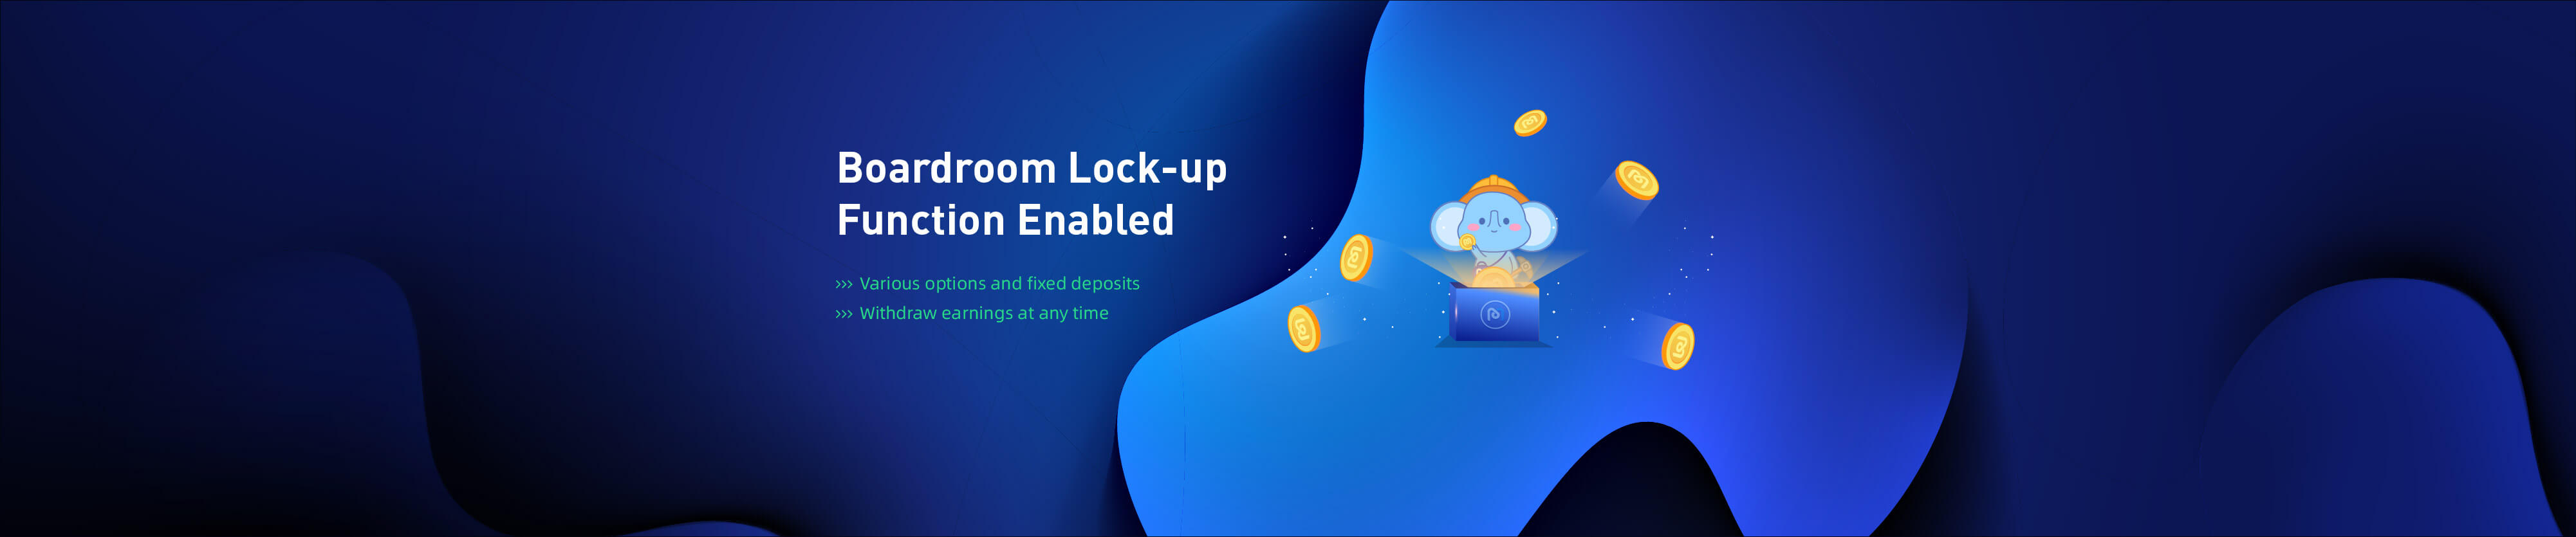 Boardroom Lock-up
Function Enabled
››› Various options and fixed deposits
››› Withdraw earnings at any time